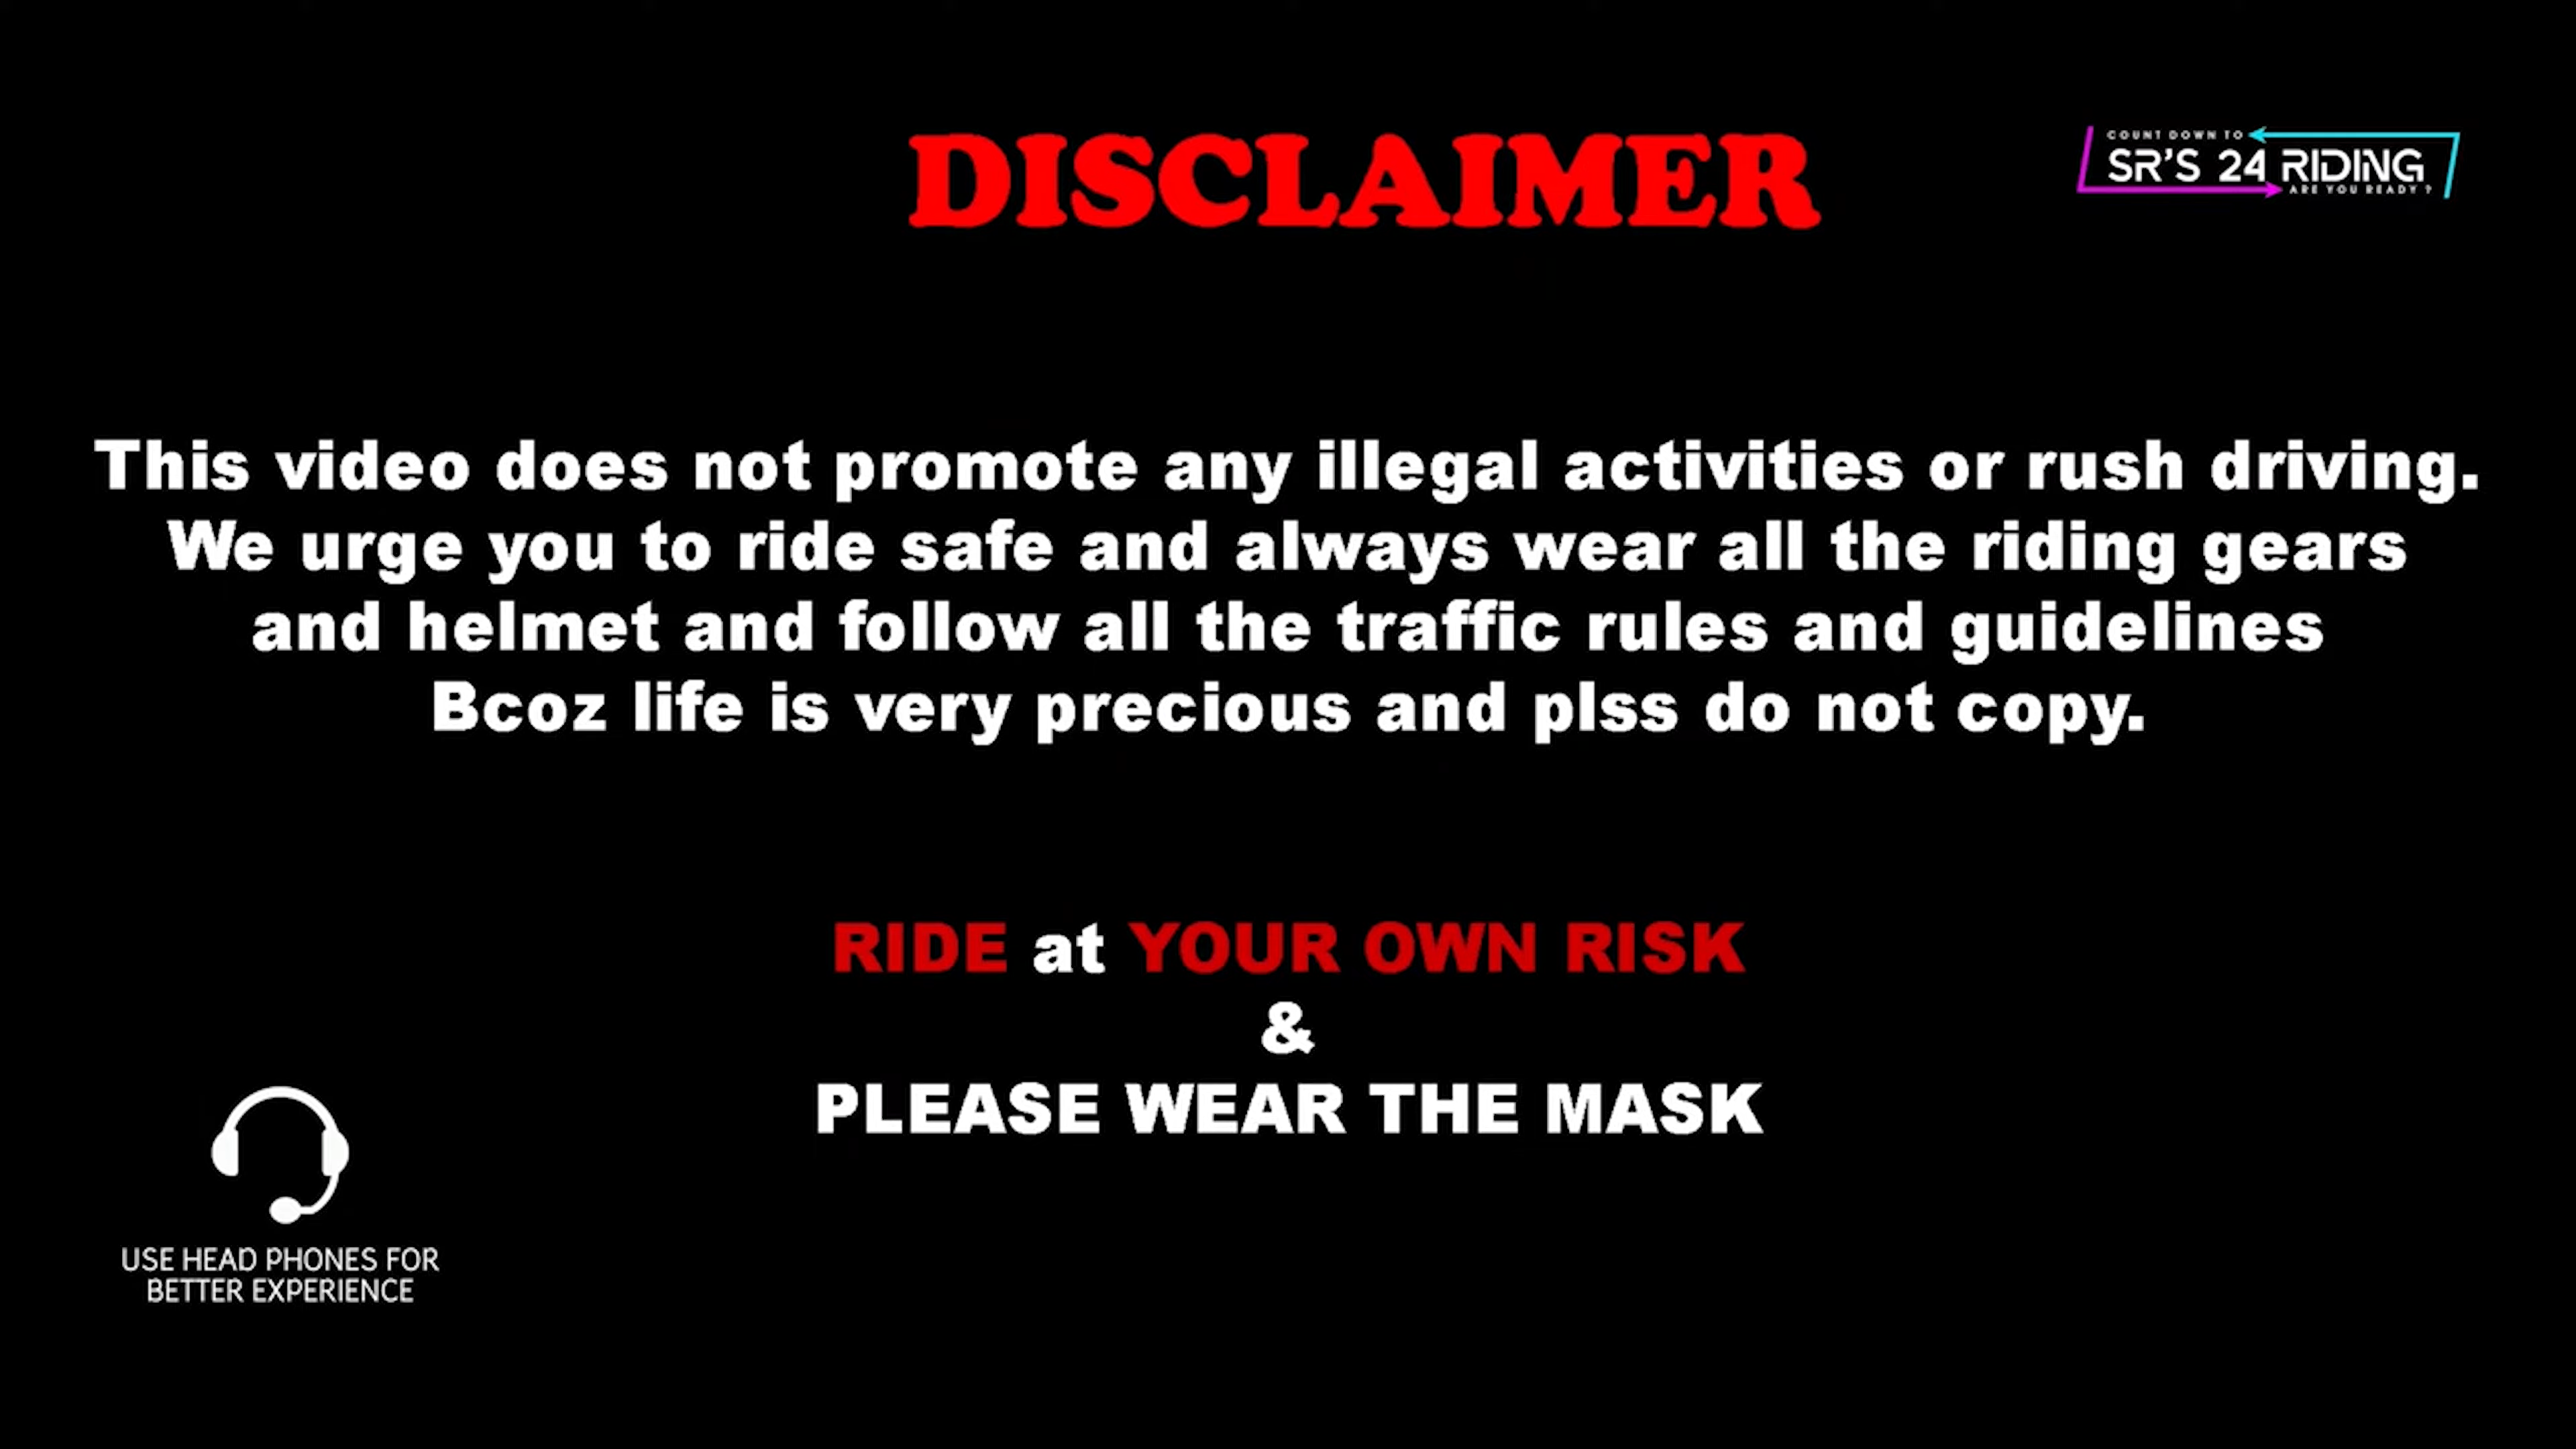 DISCLAIMER
COUNT DOWN TO
SR'S 24 RIDING
ARE YOU READY ?
This video does not promote any illegal activities or rush driving.
We urge you to ride safe and always wear all the riding gears
and helmet and follow all the traffic rules and guidelines
Bcoz life is very precious and plss do not copy.
RIDE at YOUR OWN RISK
&
PLEASE WEAR THE MASK
USE HEAD PHONES FOR
BETTER EXPERIENCE